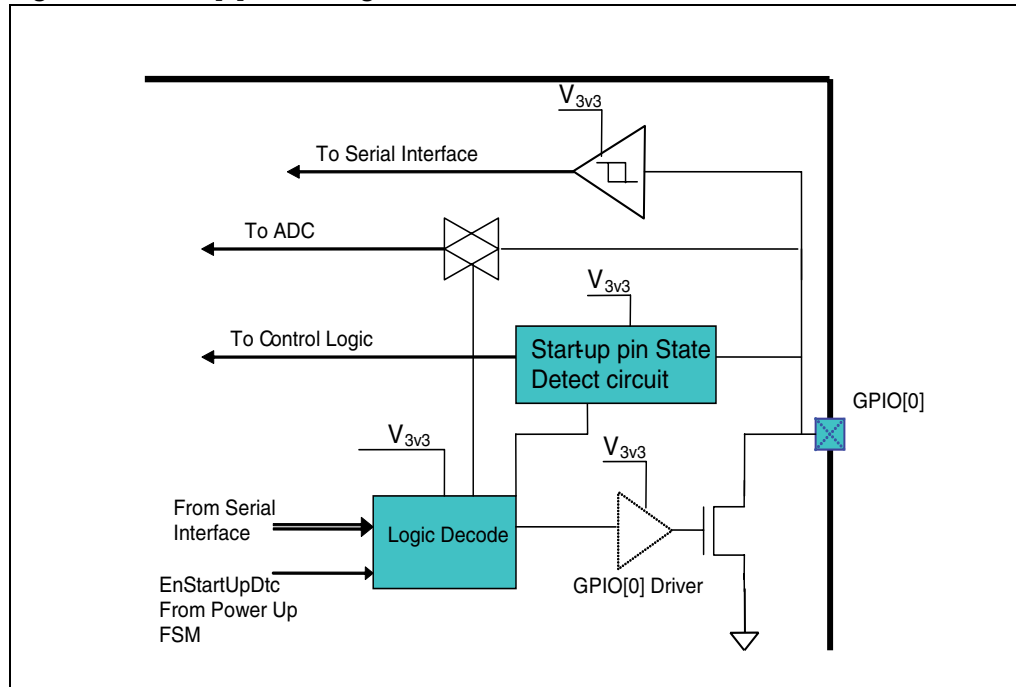 V3v3
To Serial Interface
To ADC
V3v3
To Control Logic
Start-up pin State
Detect circuit
GPIO[0]
V3v3
V3v3
From Serial
Interface
Logic Decode
EnStartUpDtc
From Power Up
FSM
GPIO[0] Driver